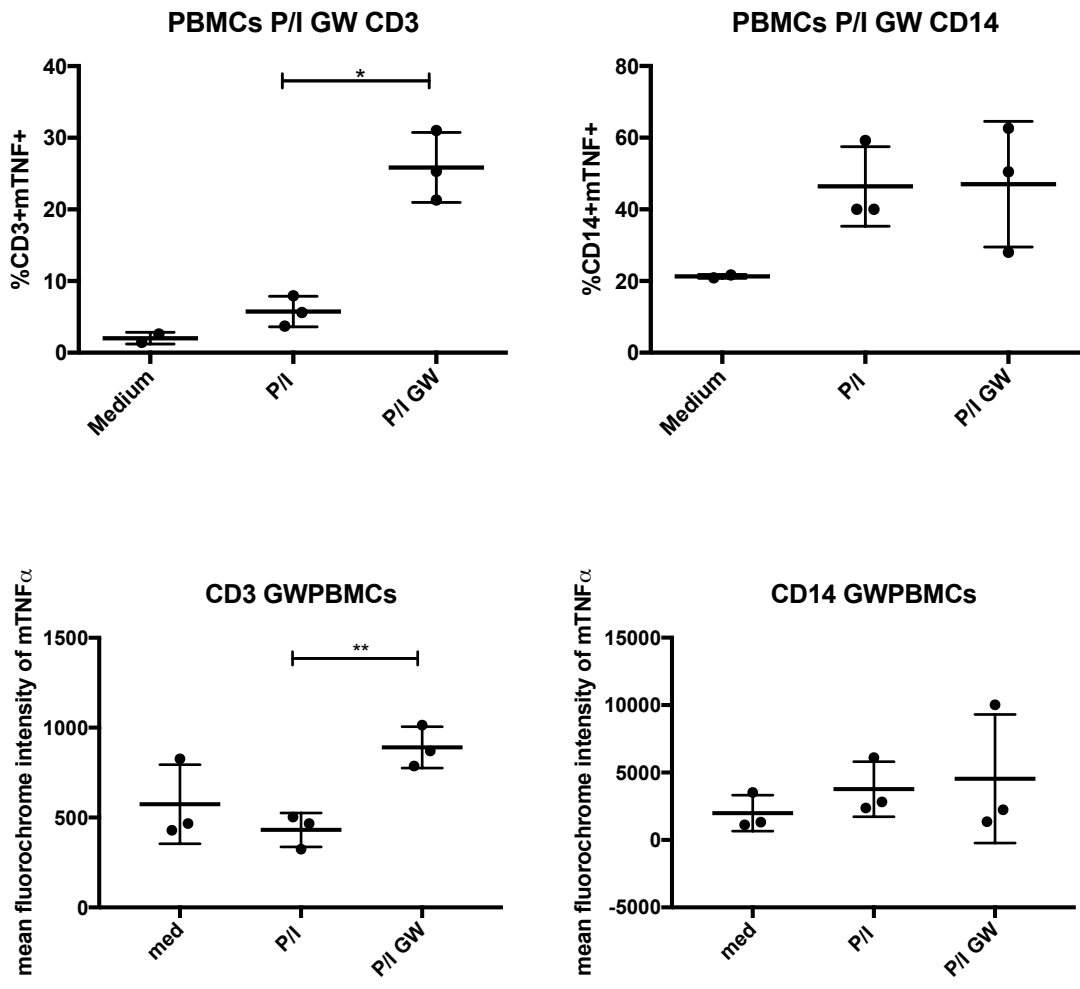 PBMCs P/I GW CD3
%CD3+mTNF+
40
30
20
10
0
*
Medium
P/I
P/I GW
PBMCs P/I GW CD14
%CD14+mTNF+
80
60
40
20
0
Medium
P/I
P/I GW
CD3 GWPBMCs
mean fluorochrome intensity of mTNFα
1500
1000
500
0
**
med
P/I
P/I GW
CD14 GWPBMCs
mean fluorochrome intensity of mTNFα
15000
10000
5000
0
-5000
med
P/I
P/I GW